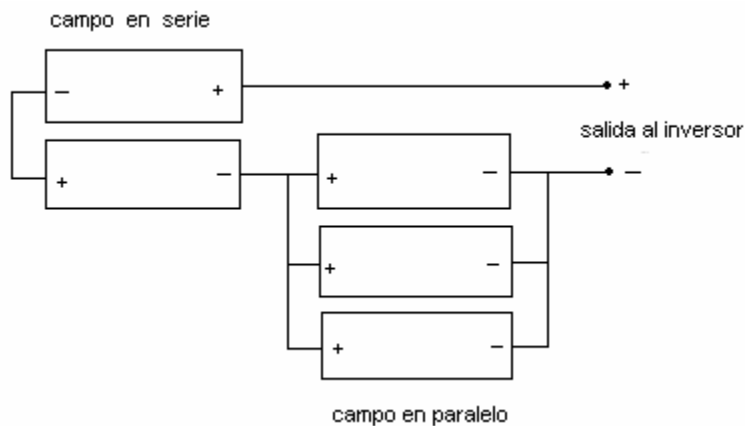 campo en serie
− +
+
salida al inversor
+ −
+ −
−
+ −
+ −
campo en paralelo